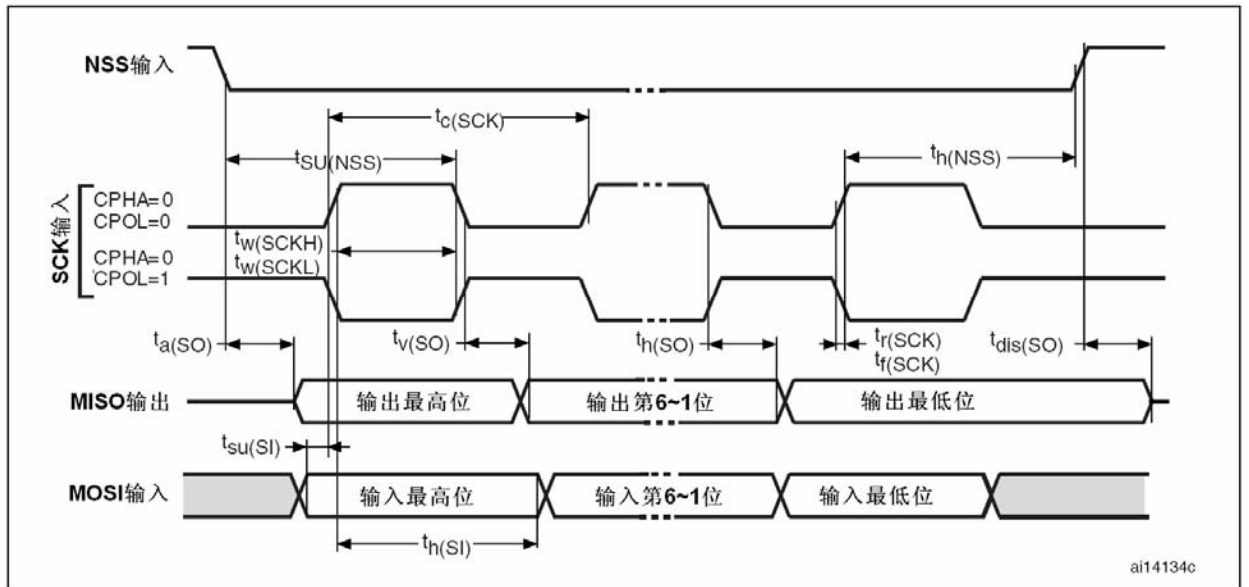 NSS输入
tc(SCK)
tSU(NSS)
th(NSS)
SCK输入
CPHA=0
CPOL=0
tw(SCKH)
CPHA=0
tw(SCKL)
CPOL=1
ta(SO)
tv(SO)
th(SO)
tr(SCK)
tf(SCK)
tdis(SO)
MISO输出
输出最高位
输出第6~1位
输出最低位
tsu(SI)
MOSI输入
输入最高位
输入第6~1位
输入最低位
th(SI)
ai14134c